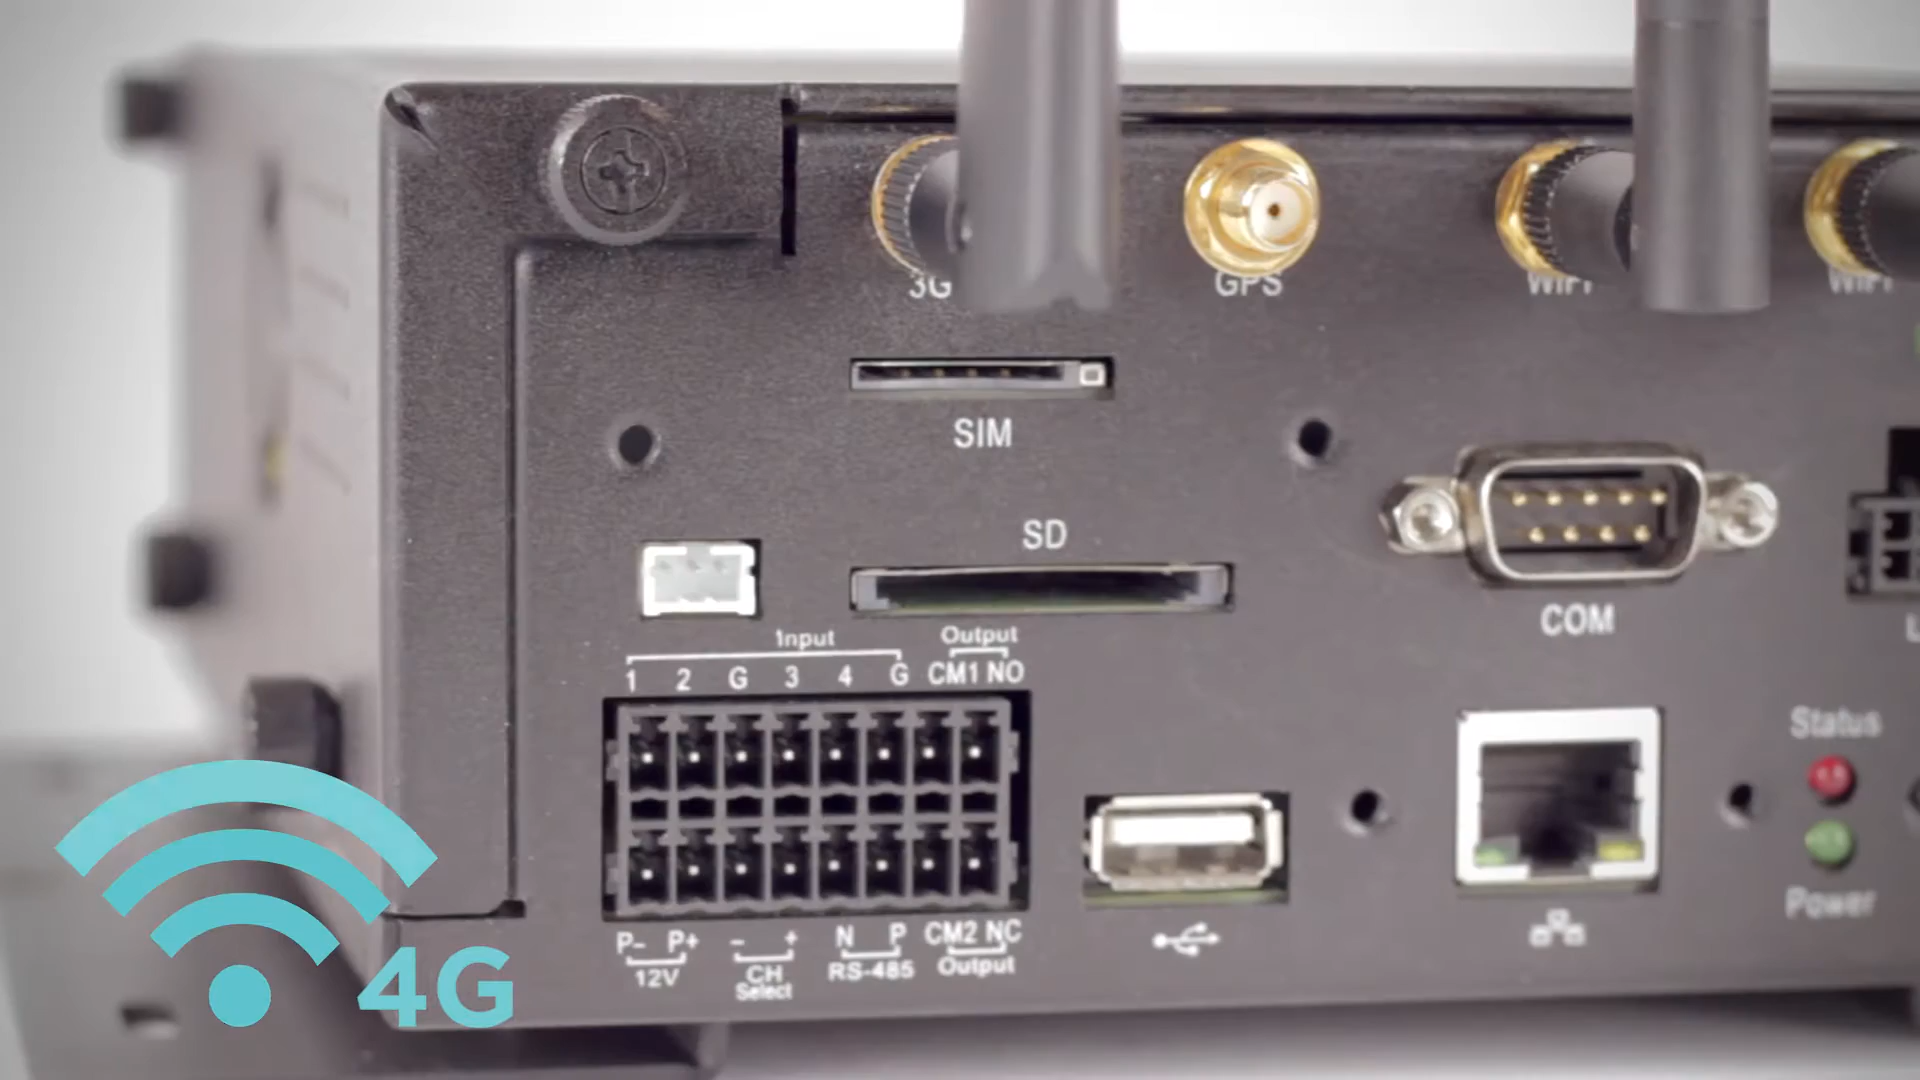 3G
GPS
WIFI
WIFI
SIM
SD
COM
Input
Output
1 2 G 3 4 G CM1 NO
Status
Power
P- P+ - + N P CM2 NC
12V CH Select RS-485 Output
4G